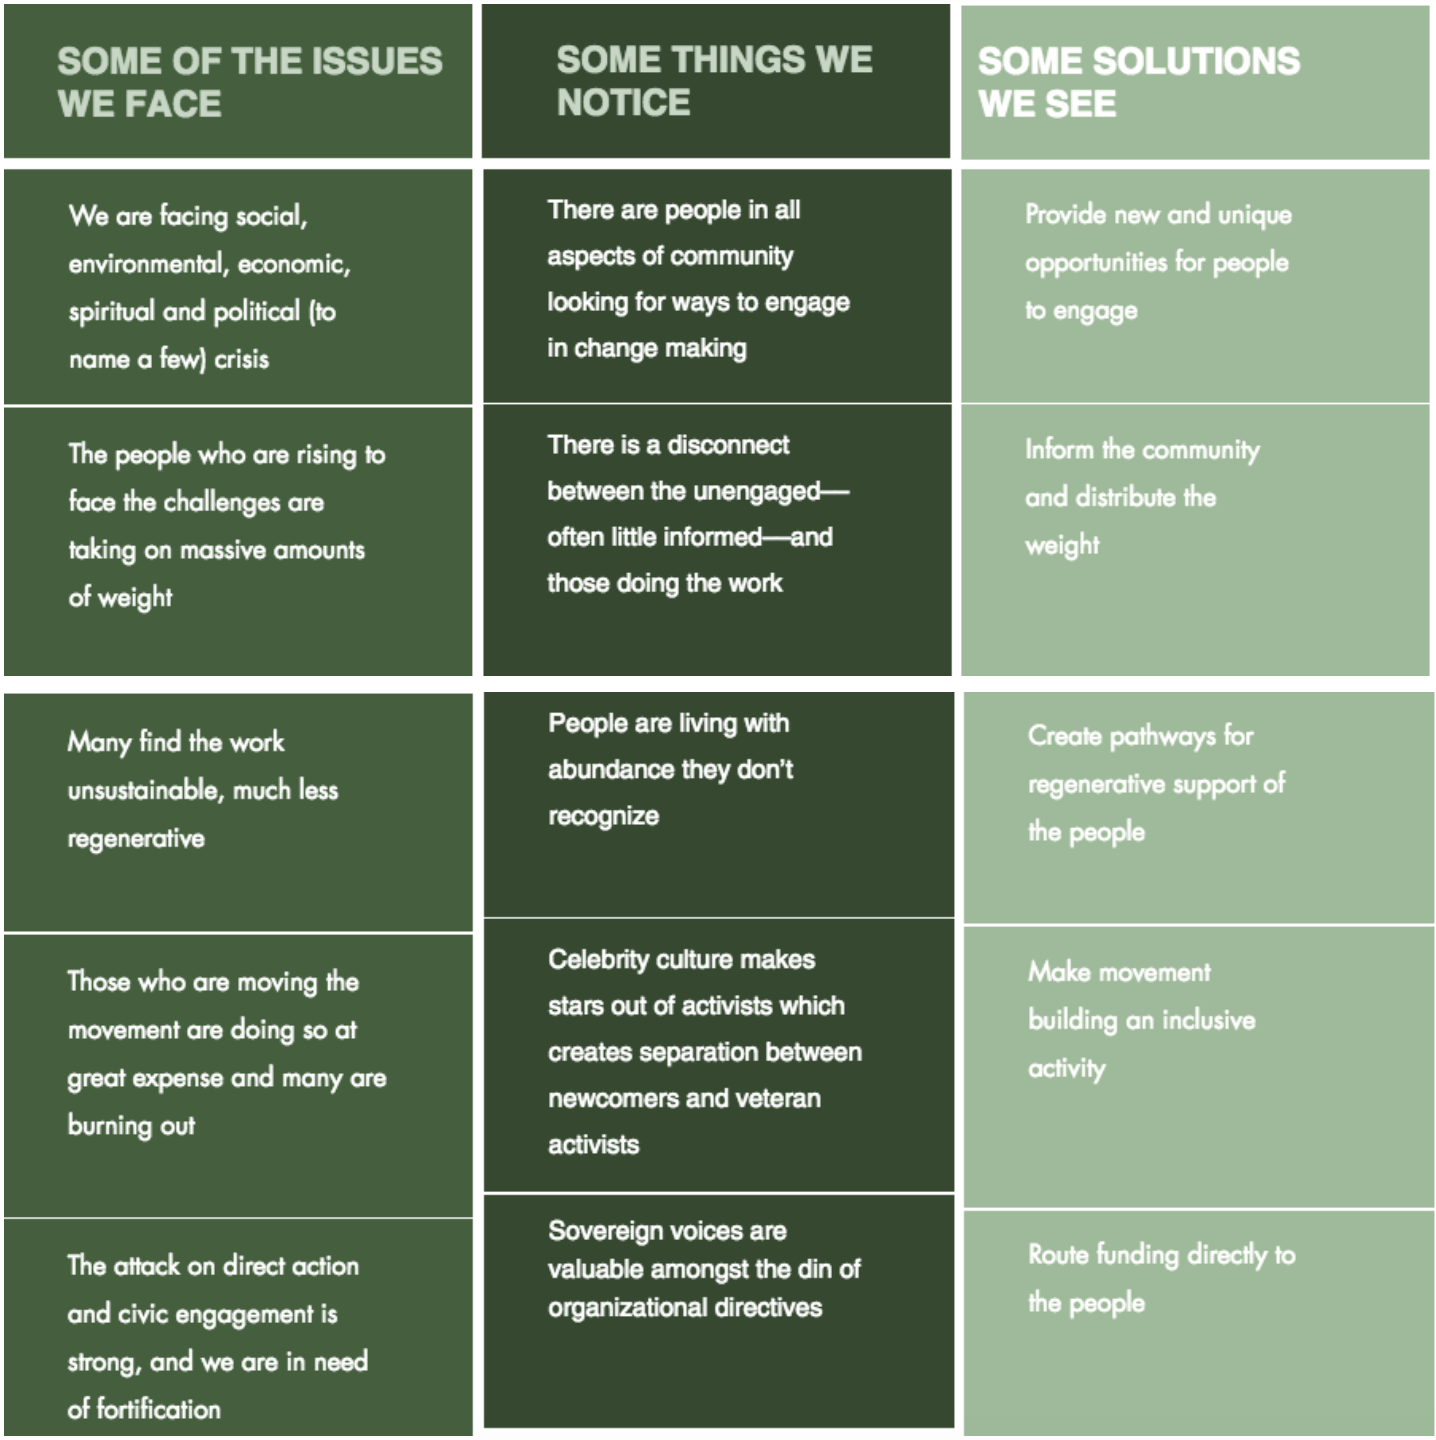 SOME OF THE ISSUES
WE FACE
SOME THINGS WE
NOTICE
SOME SOLUTIONS
WE SEE
We are facing social,
environmental, economic,
spiritual and political (to
name a few) crisis
There are people in all
aspects of community
looking for ways to engage
in change making
Provide new and unique
opportunities for people
to engage
The people who are rising to
face the challenges are
taking on massive amounts
of weight
There is a disconnect
between the unengaged—
often little informed—and
those doing the work
Inform the community
and distribute the
weight
Many find the work
unsustainable, much less
regenerative
People are living with
abundance they don’t
recognize
Create pathways for
regenerative support of
the people
Those who are moving the
movement are doing so at
great expense and many are
burning out
Celebrity culture makes
stars out of activists which
creates separation between
newcomers and veteran
activists
Make movement
building an inclusive
activity
The attack on direct action
and civic engagement is
strong, and we are in need
of fortification
Sovereign voices are
valuable amongst the din of
organizational directives
Route funding directly to
the people